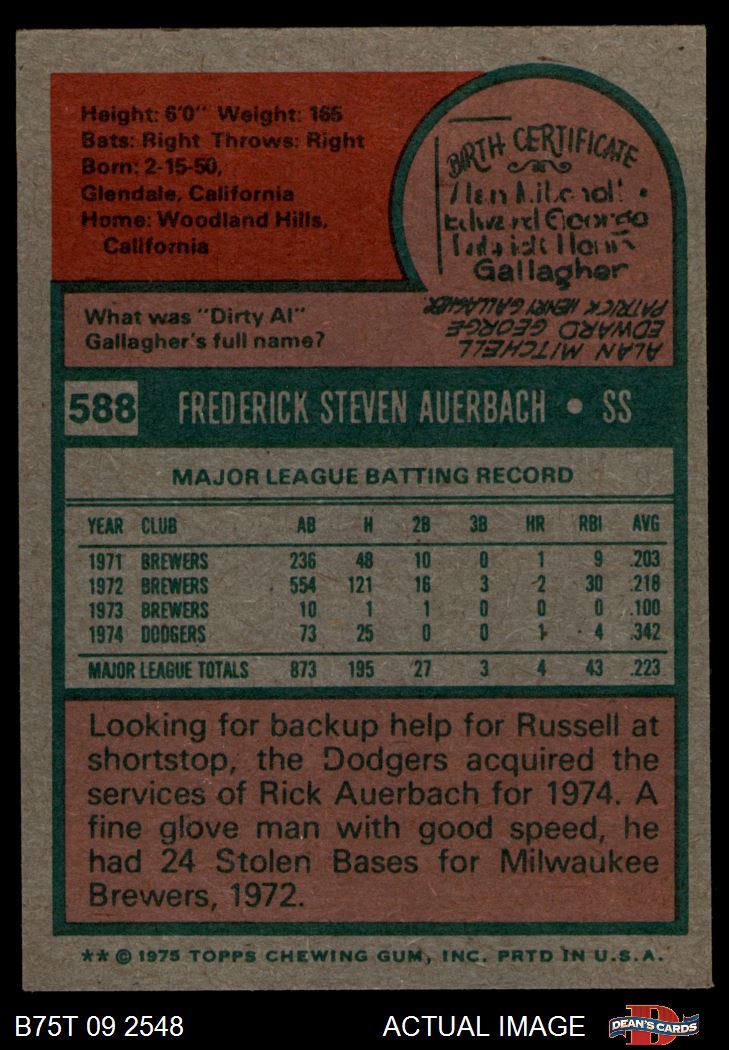 Height: 6'0" Weight: 165
Bats: Right Throws: Right
Born: 2-15-50,
Glendale, California
Home: Woodland Hills,
California
BIRTH CERTIFICATE
Alan Mitchell
Edward George
Patrick Henry
Gallagher
What was "Dirty Al"
Gallagher's full name?
ALAN MITCHELL
EDWARD GEORGE
PATRICK HENRY GALLAGHER.
588 FREDERICK STEVEN AUERBACH • SS
MAJOR LEAGUE BATTING RECORD
YEAR CLUB AB H 2B 3B HR RBI AVG
1971 BREWERS 236 48 10 0 1 9 .203
1972 BREWERS 554 121 16 3 2 30 .218
1973 BREWERS 10 1 1 0 0 0 .100
1974 DODGERS 73 25 0 0 1 4 .342
MAJOR LEAGUE TOTALS 873 195 27 3 4 43 .223
Looking for backup help for Russell at
shortstop, the Dodgers acquired the
services of Rick Auerbach for 1974. A
fine glove man with good speed, he
had 24 Stolen Bases for Milwaukee
Brewers, 1972.
** © 1975 TOPPS CHEWING GUM, INC. PRTD IN U.S.A.
B75T 09 2548 ACTUAL IMAGE DEAN'S CARDS